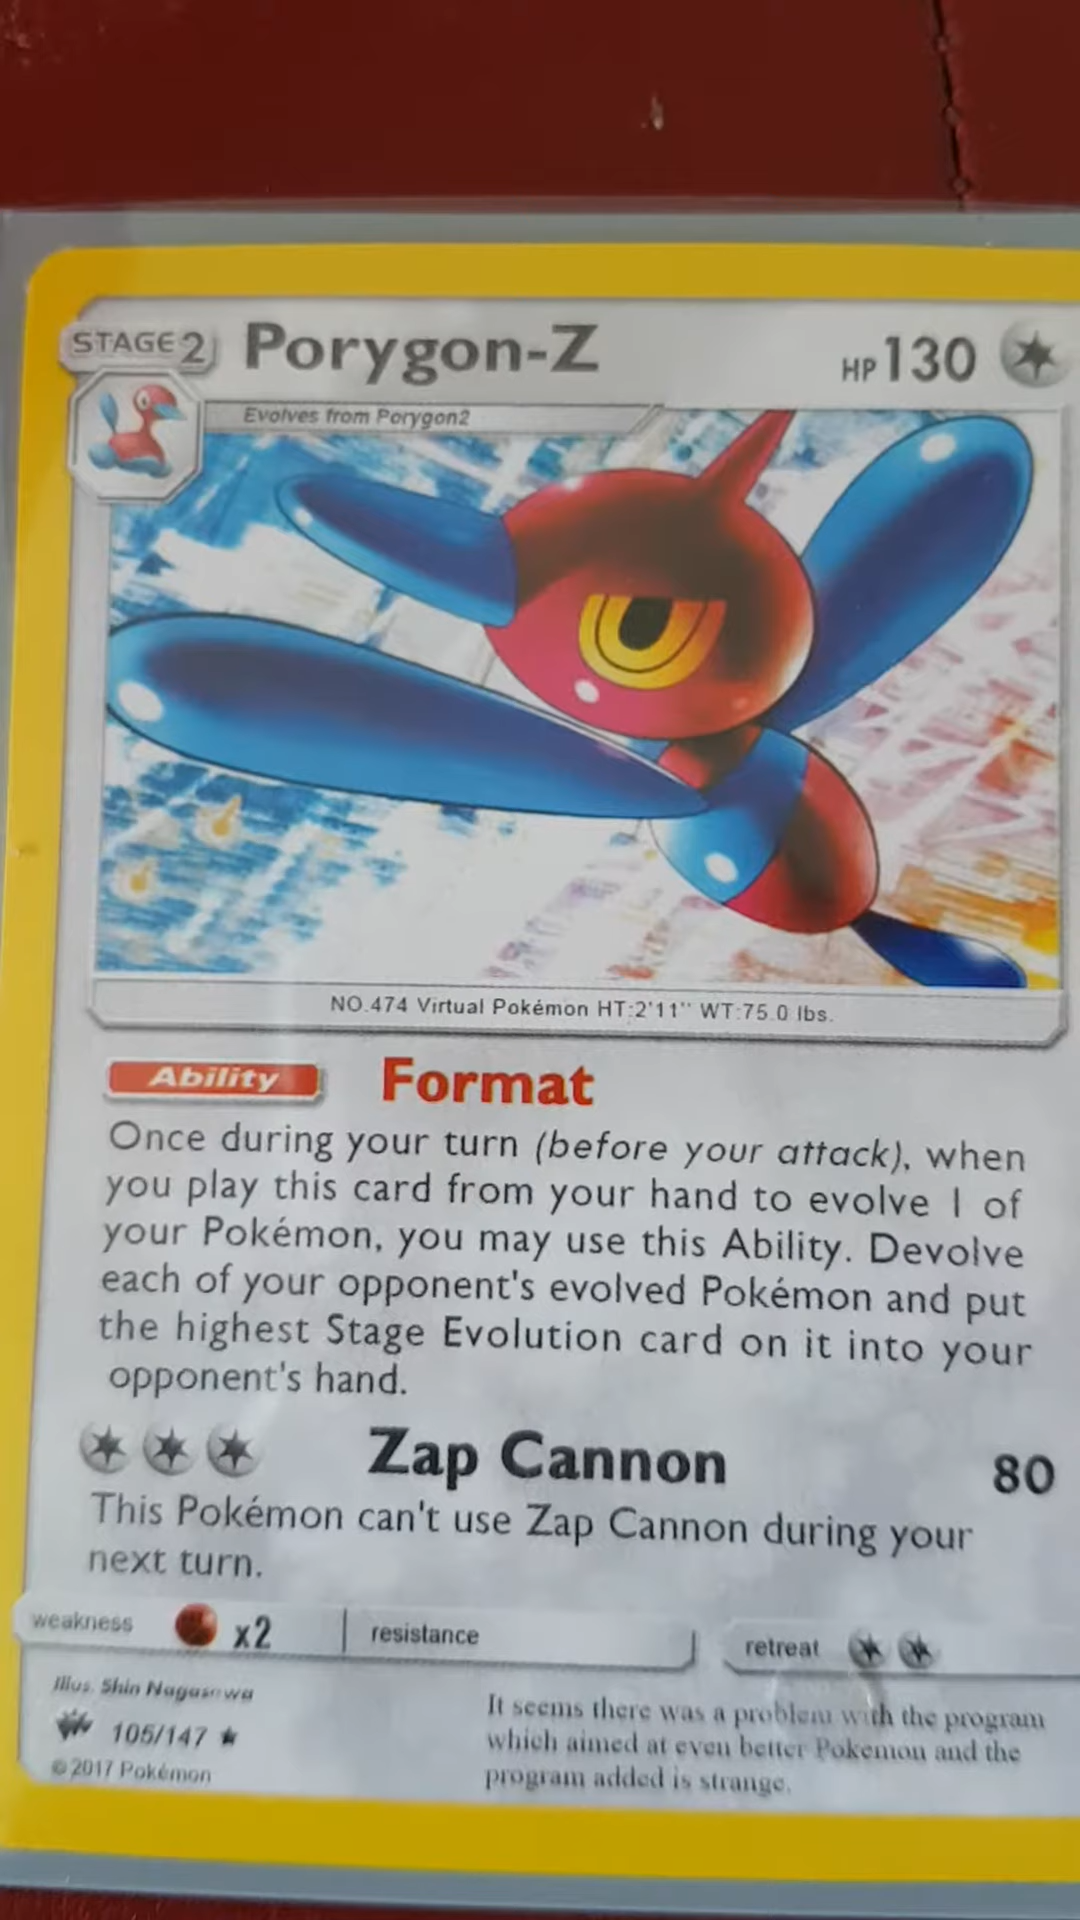 STAGE 2 Porygon-Z HP 130
Evolves from Porygon2
NO.474 Virtual Pokémon HT:2'11" WT:75.0 lbs.
Ability Format
Once during your turn (before your attack), when
you play this card from your hand to evolve 1 of
your Pokémon, you may use this Ability. Devolve
each of your opponent's evolved Pokémon and put
the highest Stage Evolution card on it into your
opponent's hand.
Zap Cannon 80
This Pokémon can't use Zap Cannon during your
next turn.
weakness x2 resistance retreat
Illus. Shin Nagasawa
105/147 ★
©2017 Pokémon
It seems there was a problem with the program
which aimed at even better Pokemon and the
program added is strange.